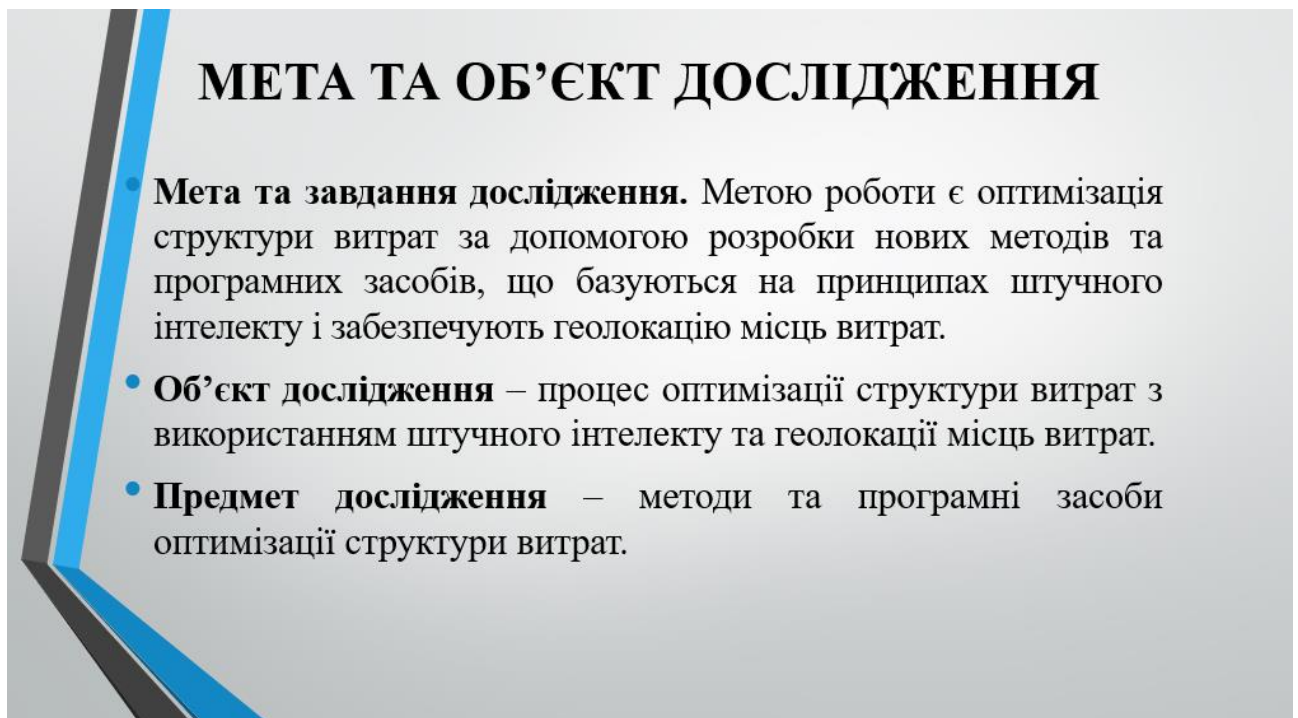 МЕТА ТА ОБ’ЄКТ ДОСЛІДЖЕННЯ
• Мета та завдання дослідження. Метою роботи є оптимізація
структури витрат за допомогою розробки нових методів та
програмних засобів, що базуються на принципах штучного
інтелекту і забезпечують геолокацію місць витрат.
• Об’єкт дослідження – процес оптимізації структури витрат з
використанням штучного інтелекту та геолокації місць витрат.
• Предмет дослідження – методи та програмні засоби
оптимізації структури витрат.